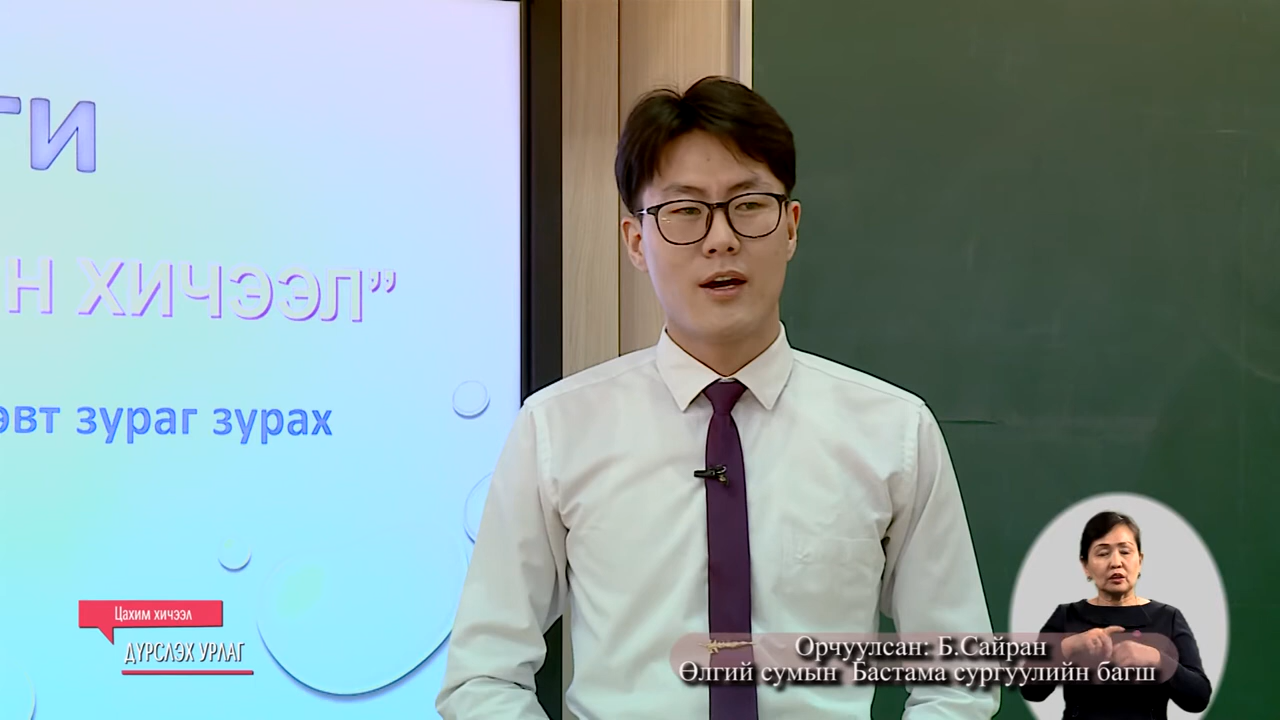 ГИ
Н ХИЧЭЭЛ”
эвт зураг зурах
Цахим хичээл
ДҮРСЛЭХ УРЛАГ
Орчуулсан: Б.Сайран
Өлгий сумын Бастама сургуулийн багш